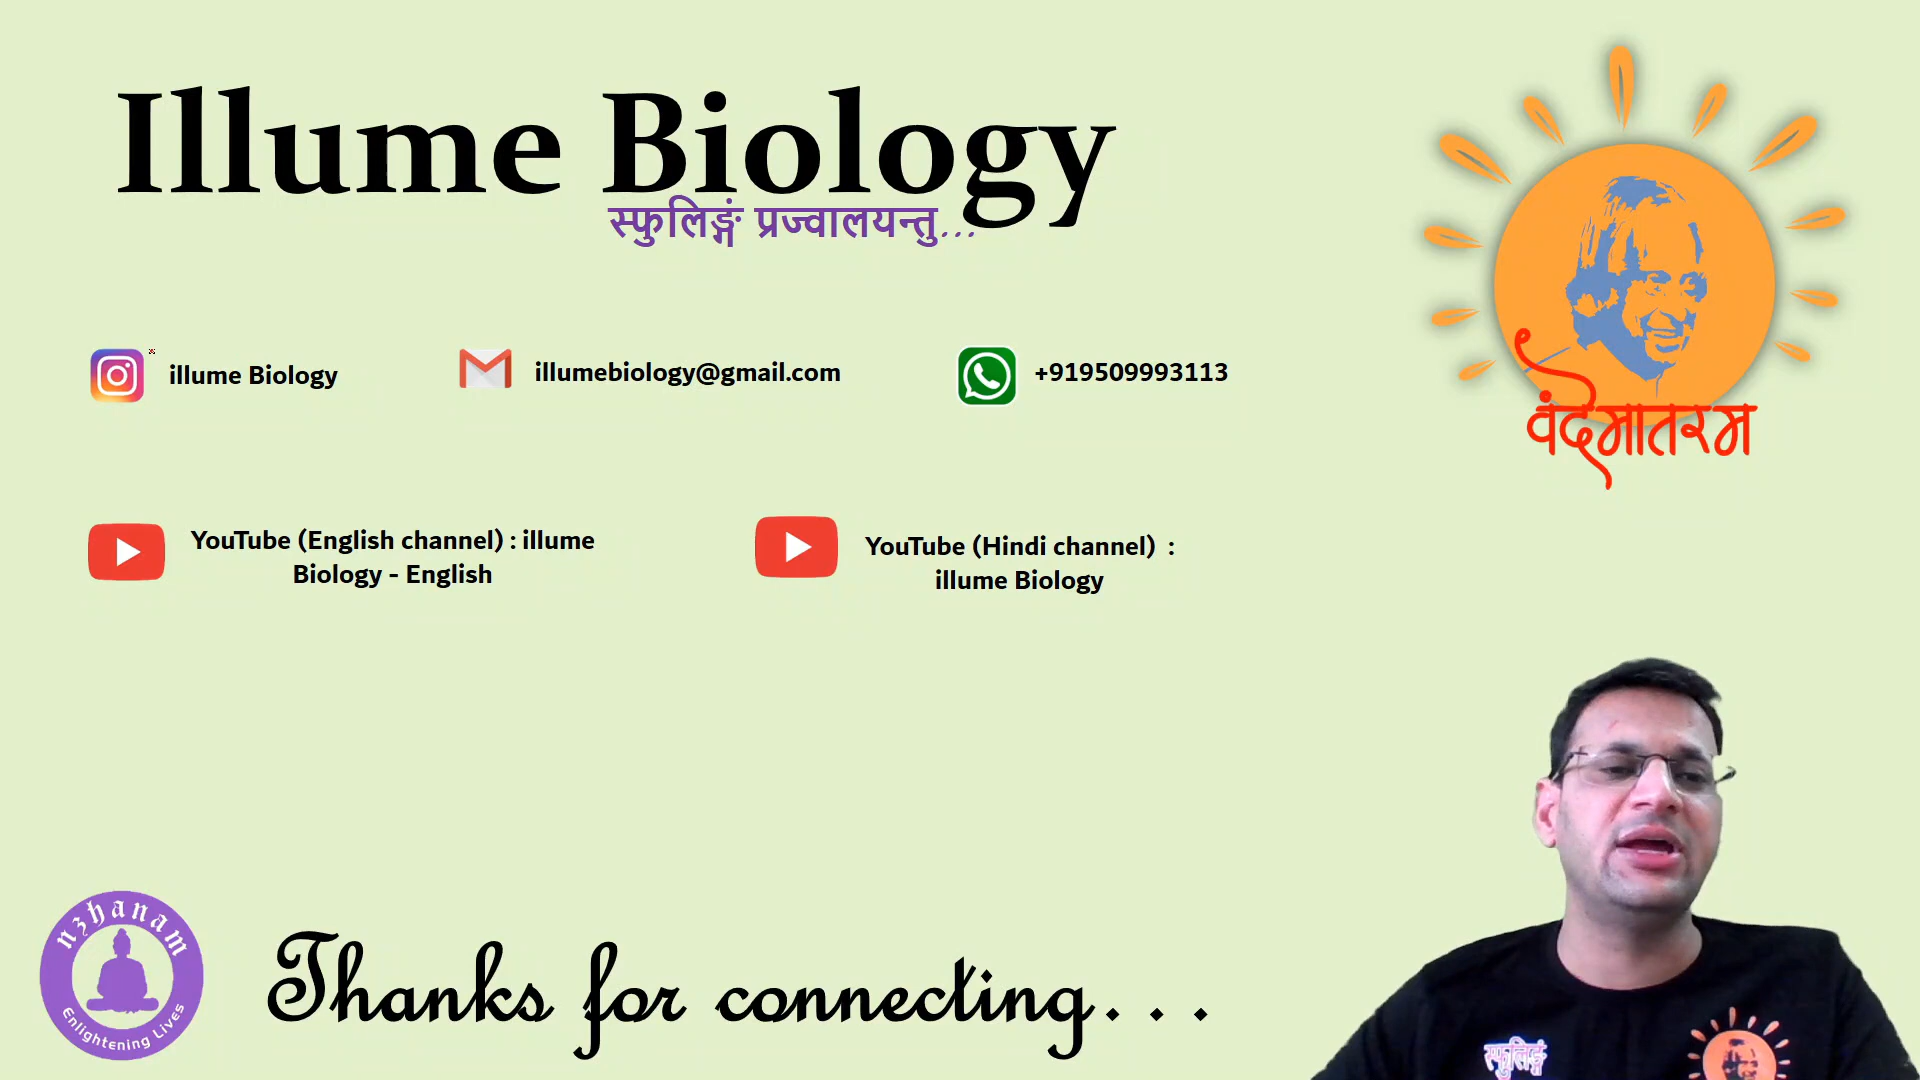 Illume Biology
स्फुलिङ्गं प्रज्वालयन्तु...
illume Biology
illumebiology@gmail.com
+919509993113
वंदेमातरम
YouTube (English channel) : illume
Biology - English
YouTube (Hindi channel) :
illume Biology
nzhanam
Enlightening Lives
Thanks for connecting...
स्फुलिङ्गं